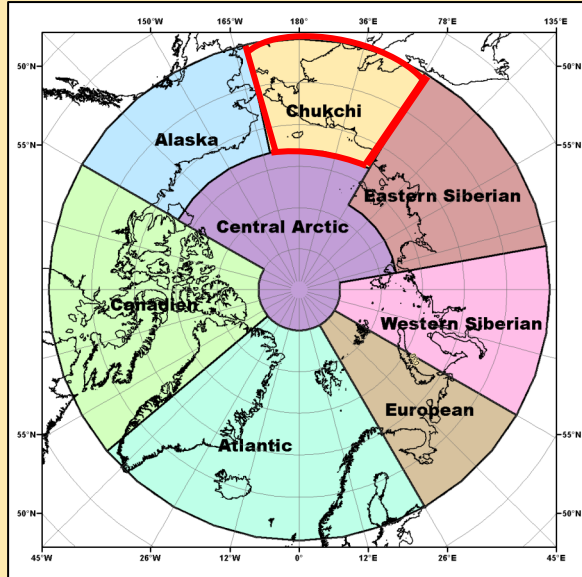 150°W 165°W 180° 36°E 78°E 135°E
50°N 50°N
55°N 55°N
Chukchi
Alaska
Eastern Siberian
Central Arctic
Canadien
Western Siberian
European
Atlantic
55°N 55°N
50°N 50°N
45°W 26°W 12°W 0° 12°E 26°E 45°E